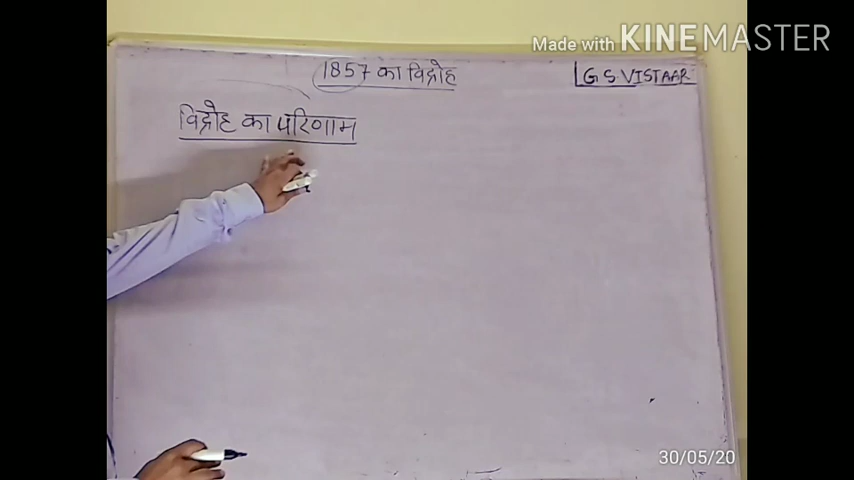 Made with KINEMASTER
1857 का विद्रोह
G S VISTAAR
विद्रोह का परिणाम
30/05/20